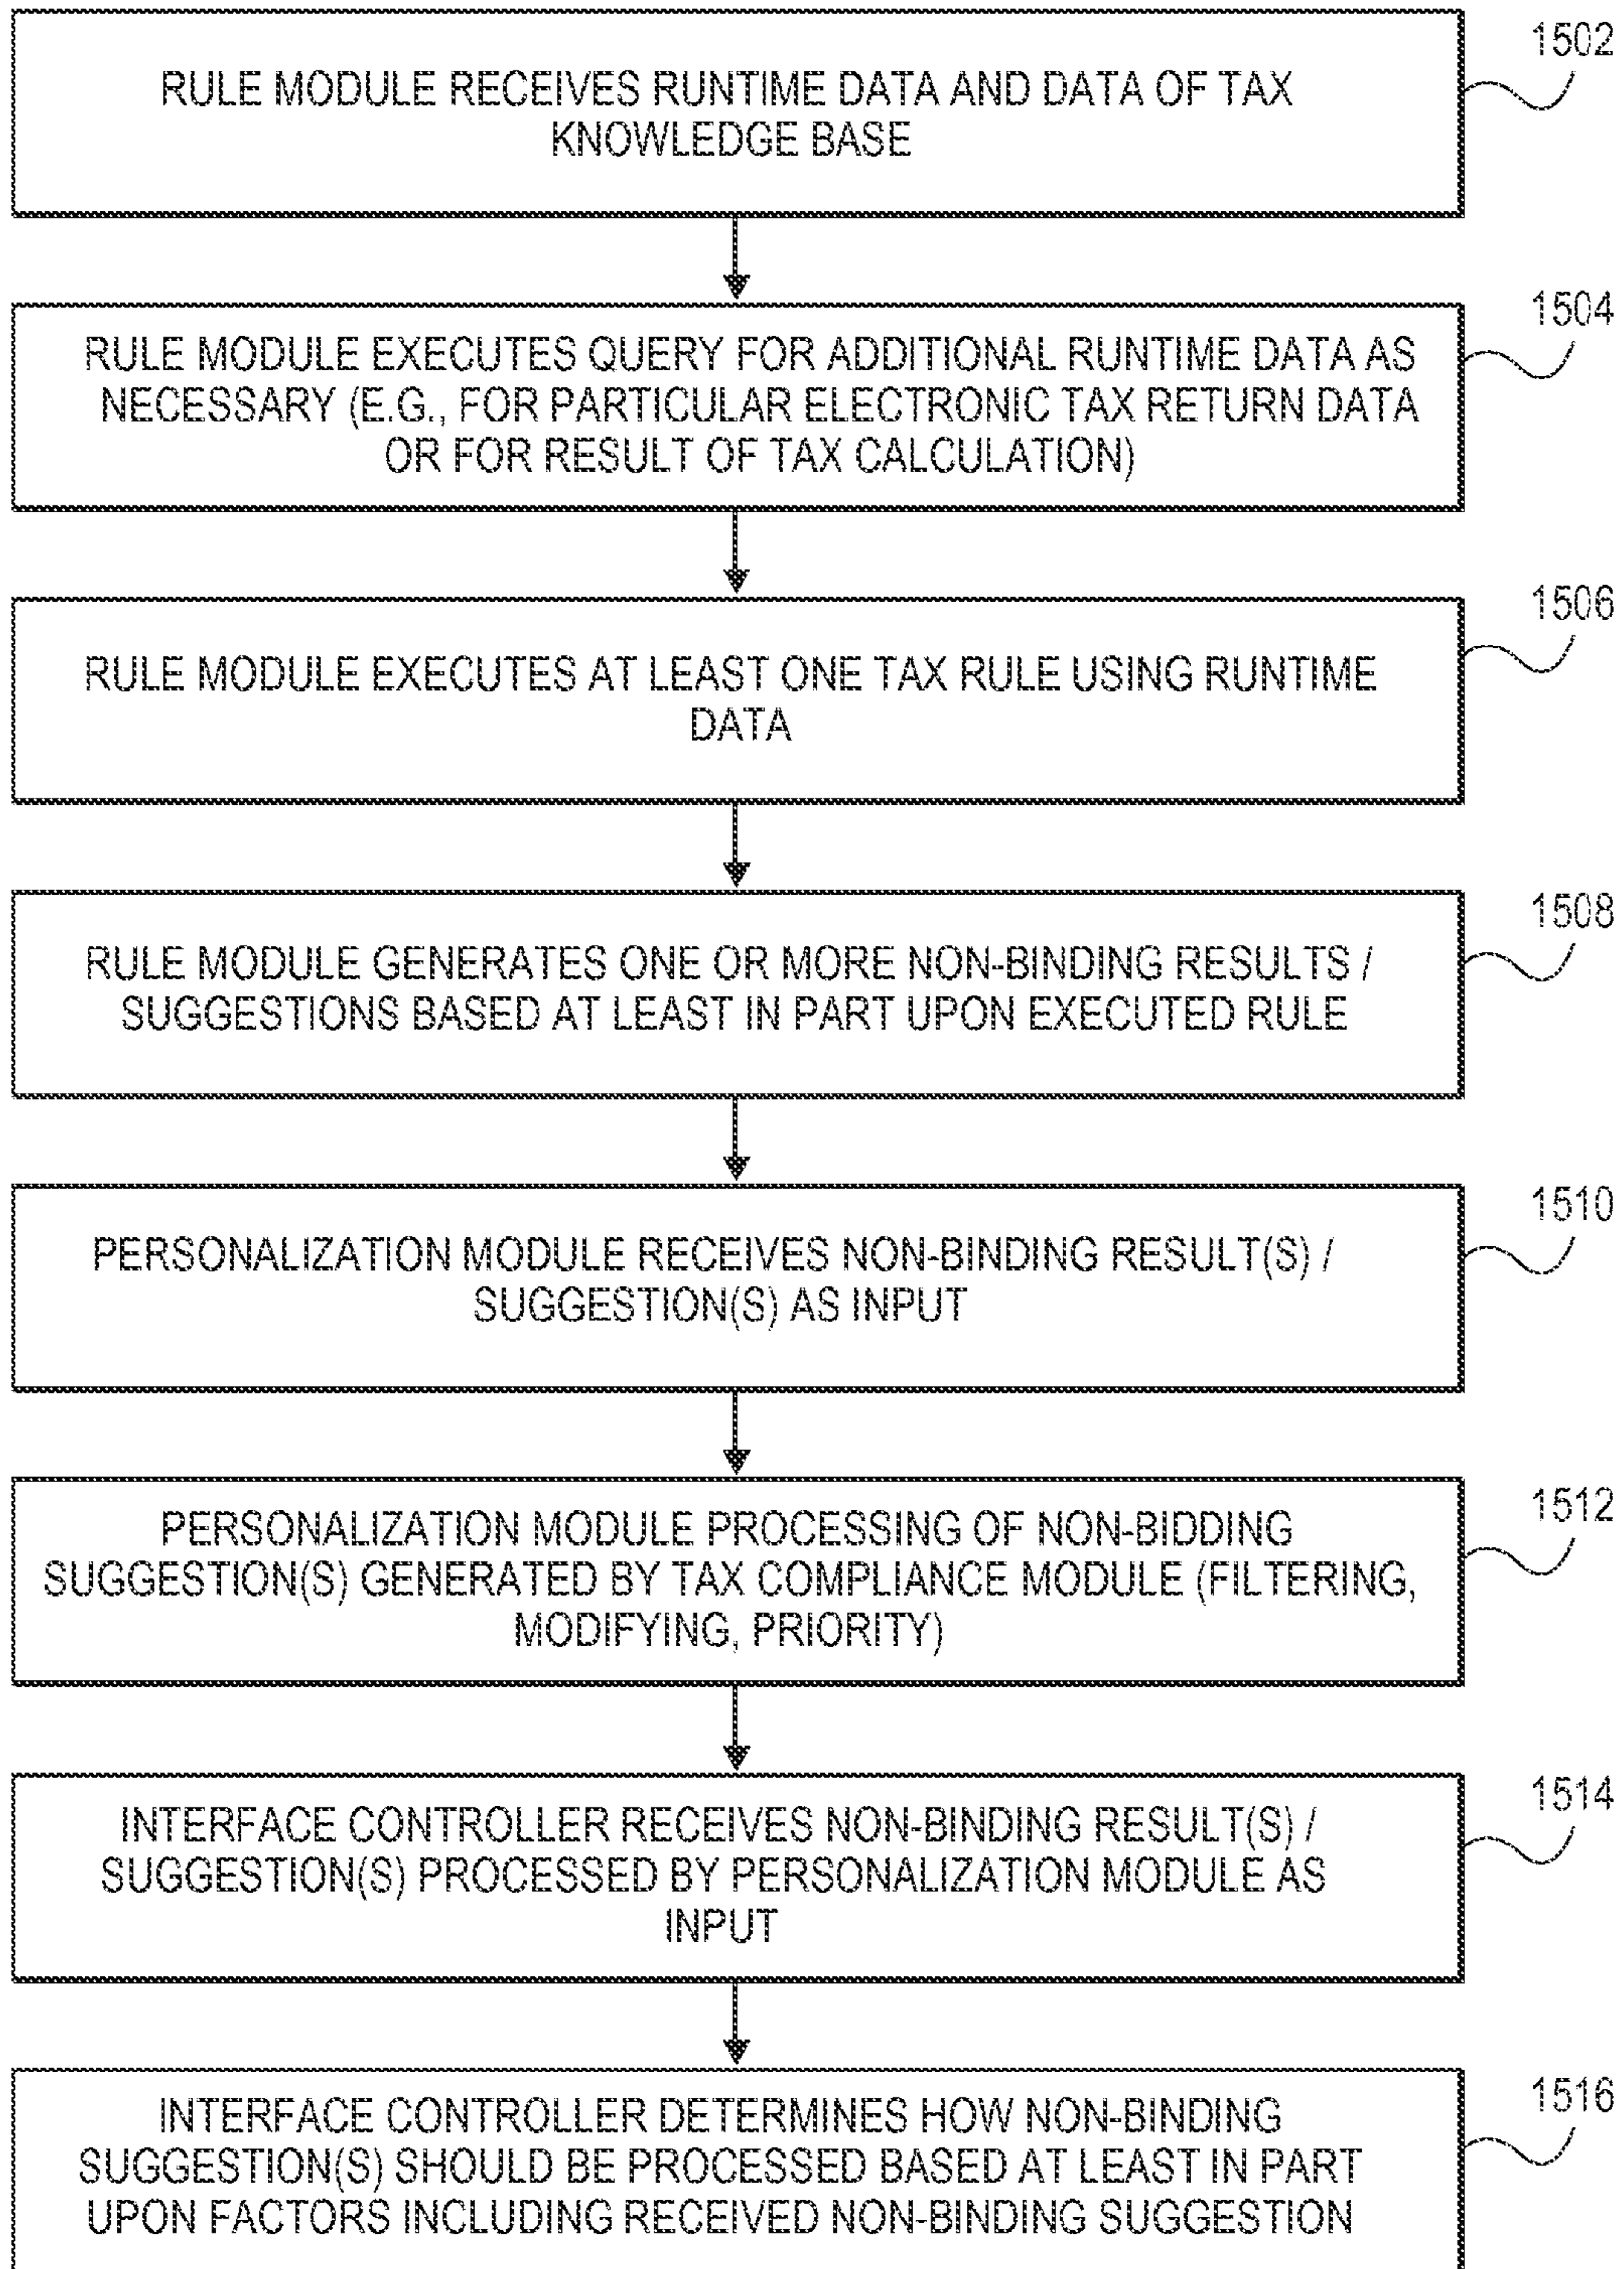 1502
RULE MODULE RECEIVES RUNTIME DATA AND DATA OF TAX
KNOWLEDGE BASE
1504
RULE MODULE EXECUTES QUERY FOR ADDITIONAL RUNTIME DATA AS
NECESSARY (E.G., FOR PARTICULAR ELECTRONIC TAX RETURN DATA
OR FOR RESULT OF TAX CALCULATION)
1506
RULE MODULE EXECUTES AT LEAST ONE TAX RULE USING RUNTIME
DATA
1508
RULE MODULE GENERATES ONE OR MORE NON-BINDING RESULTS /
SUGGESTIONS BASED AT LEAST IN PART UPON EXECUTED RULE
1510
PERSONALIZATION MODULE RECEIVES NON-BINDING RESULT(S) /
SUGGESTION(S) AS INPUT
1512
PERSONALIZATION MODULE PROCESSING OF NON-BIDDING
SUGGESTION(S) GENERATED BY TAX COMPLIANCE MODULE (FILTERING,
MODIFYING, PRIORITY)
1514
INTERFACE CONTROLLER RECEIVES NON-BINDING RESULT(S) /
SUGGESTION(S) PROCESSED BY PERSONALIZATION MODULE AS
INPUT
1516
INTERFACE CONTROLLER DETERMINES HOW NON-BINDING
SUGGESTION(S) SHOULD BE PROCESSED BASED AT LEAST IN PART
UPON FACTORS INCLUDING RECEIVED NON-BINDING SUGGESTION